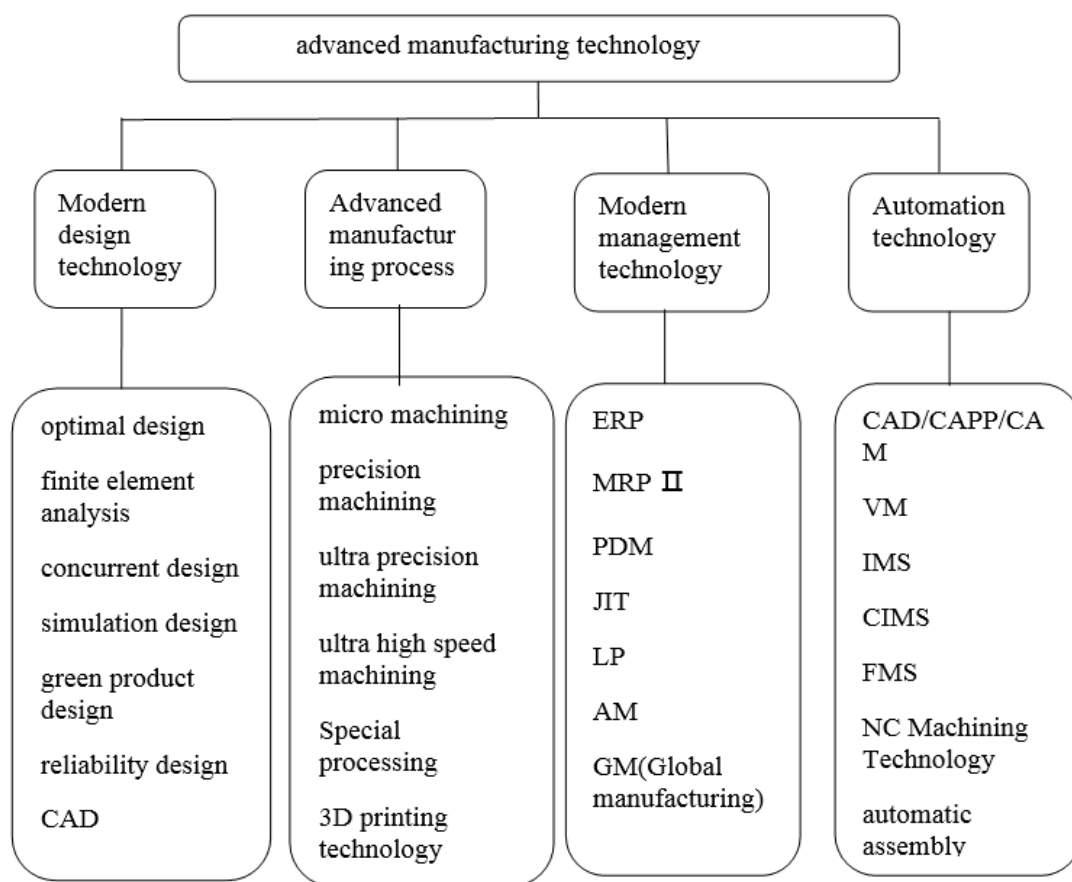 advanced manufacturing technology
Modern
design
technology
Advanced
manufactur
ing process
Modern
management
technology
Automation
technology
optimal design
finite element
analysis
concurrent design
simulation design
green product
design
reliability design
CAD
micro machining
precision
machining
ultra precision
machining
ultra high speed
machining
Special
processing
3D printing
technology
ERP
MRP Ⅱ
PDM
JIT
LP
AM
GM(Global
manufacturing)
CAD/CAPP/CA
M
VM
IMS
CIMS
FMS
NC Machining
Technology
automatic
assembly